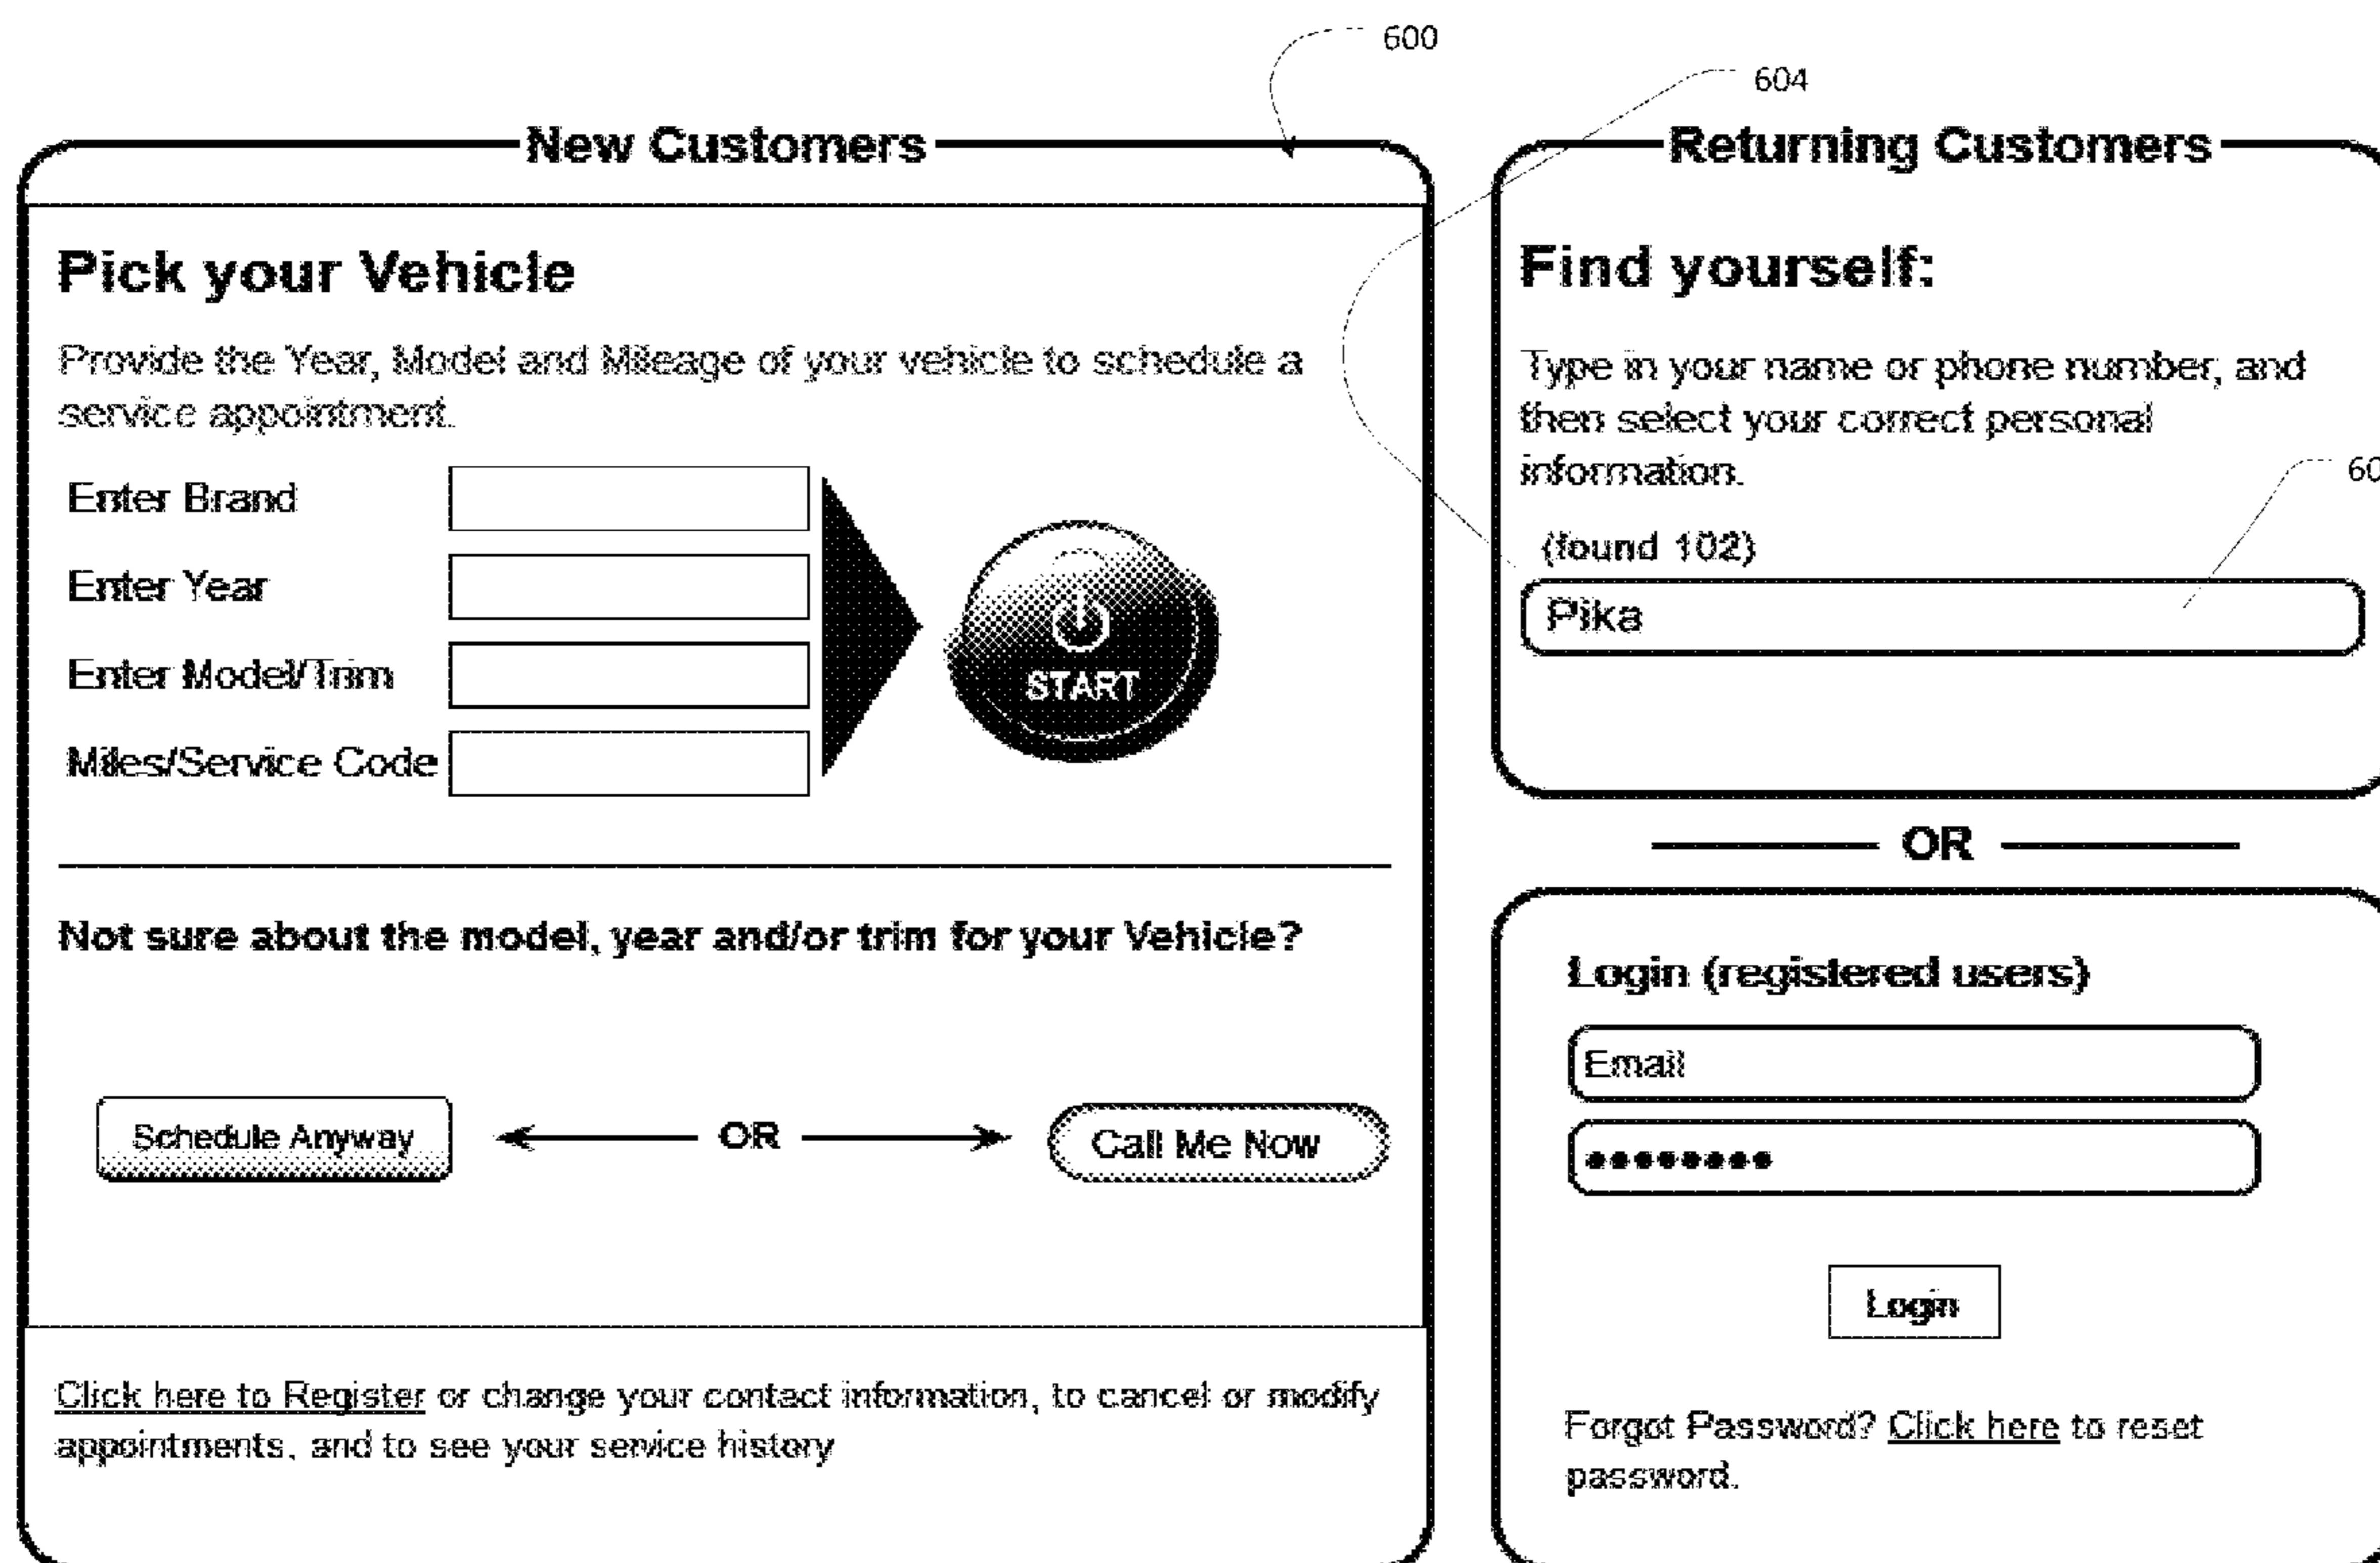 600
604
New Customers
Pick your Vehicle
Provide the Year, Model and Mileage of your vehicle to schedule a
service appointment.
Enter Brand
Enter Year
Enter Model/Trim
Miles/Service Code
START
Not sure about the model, year and/or trim for your Vehicle?
Schedule Anyway
OR
Call Me Now
Click here to Register or change your contact information, to cancel or modify
appointments, and to see your service history
Returning Customers
Find yourself:
Type in your name or phone number, and
then select your correct personal
information.
(found 102)
Pika
OR
Login (registered users)
Email
Login
Forgot Password? Click here to reset
password.